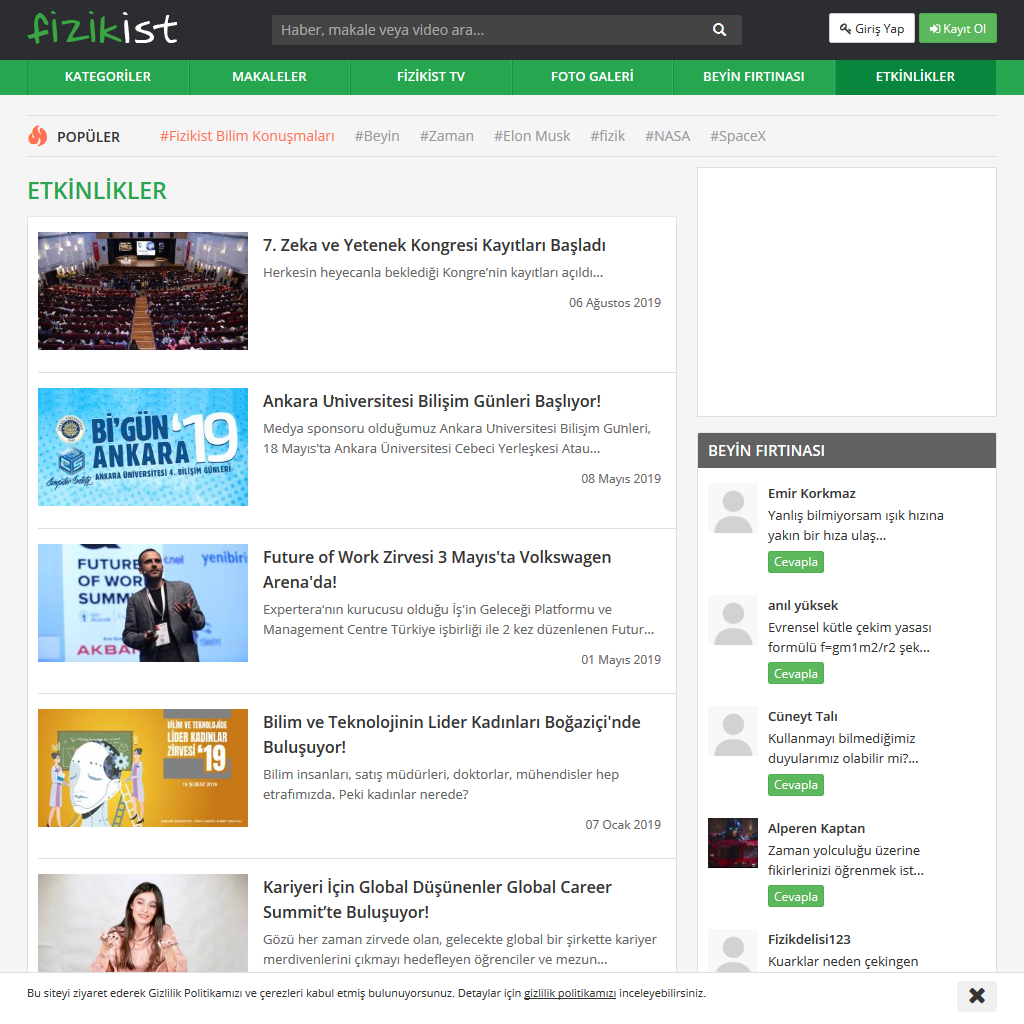 fizikist
Haber, makale veya video ara...
Giriş Yap
Kayıt Ol
KATEGORİLER
MAKALELER
FİZİKİST TV
FOTO GALERİ
BEYİN FIRTINASI
ETKİNLİKLER
POPÜLER
#Fizikist Bilim Konuşmaları
#Beyin
#Zaman
#Elon Musk
#fizik
#NASA
#SpaceX
ETKİNLİKLER
7. Zeka ve Yetenek Kongresi Kayıtları Başladı
Herkesin heyecanla beklediği Kongre’nin kayıtları açıldı...
06 Ağustos 2019
Bİ'GÜN
ANKARA '19
ANKARA ÜNİVERSİTESİ 4. BİLİŞİM GÜNLERİ
Ankara Üniversitesi Bilişim Günleri Başlıyor!
Medya sponsoru olduğumuz Ankara Üniversitesi Bilişim Günleri,
18 Mayıs'ta Ankara Üniversitesi Cebeci Yerleşkesi Atau...
08 Mayıs 2019
FUTURE
OF WOR
SUMM
AKBA
yenibiri
Future of Work Zirvesi 3 Mayıs'ta Volkswagen
Arena'da!
Expertera’nın kurucusu olduğu İş'in Geleceği Platformu ve
Management Centre Türkiye işbirliği ile 2 kez düzenlenen Futur...
01 Mayıs 2019
BİLİM VE TEKNOLOJİDE
LİDER KADINLAR
ZİRVESİ '19
Bilim ve Teknolojinin Lider Kadınları Boğaziçi'nde
Buluşuyor!
Bilim insanları, satış müdürleri, doktorlar, mühendisler hep
etrafımızda. Peki kadınlar nerede?
07 Ocak 2019
Kariyeri İçin Global Düşünenler Global Career
Summit’te Buluşuyor!
Gözü her zaman zirvede olan, gelecekte global bir şirkette kariyer
merdivenlerini çıkmayı hedefleyen öğrenciler ve mezun...
BEYİN FIRTINASI
Emir Korkmaz
Yanlış bilmiyorsam ışık hızına
yakın bir hıza ulaş...
Cevapla
anıl yüksek
Evrensel kütle çekim yasası
formülü f=gm1m2/r2 şek...
Cevapla
Cüneyt Talı
Kullanmayı bilmediğimiz
duyularımız olabilir mi?...
Cevapla
Alperen Kaptan
Zaman yolculuğu üzerine
fikirlerinizi öğrenmek ist...
Cevapla
Fizikdelisi123
Kuarklar neden çekingen
Bu siteyi ziyaret ederek Gizlilik Politikamızı ve çerezleri kabul etmiş bulunuyorsunuz. Detaylar için gizlilik politikamızı inceleyebilirsiniz.